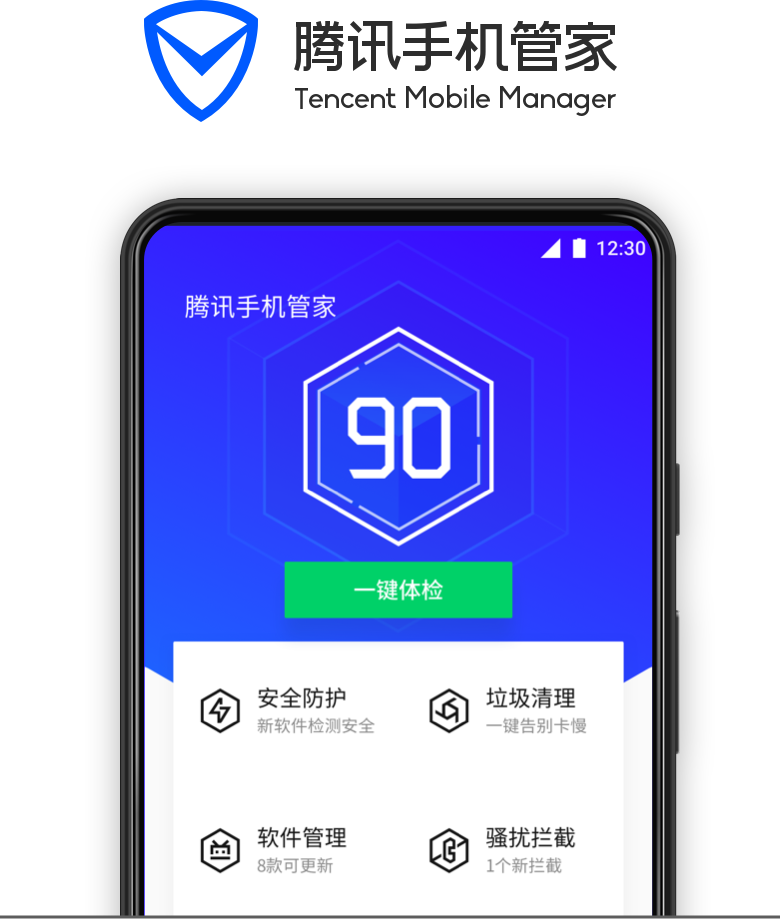 腾讯手机管家
Tencent Mobile Manager
12:30
腾讯手机管家
90
一键体检
安全防护
新软件检测安全
垃圾清理
一键告别卡慢
软件管理
8款可更新
骚扰拦截
1个新拦截